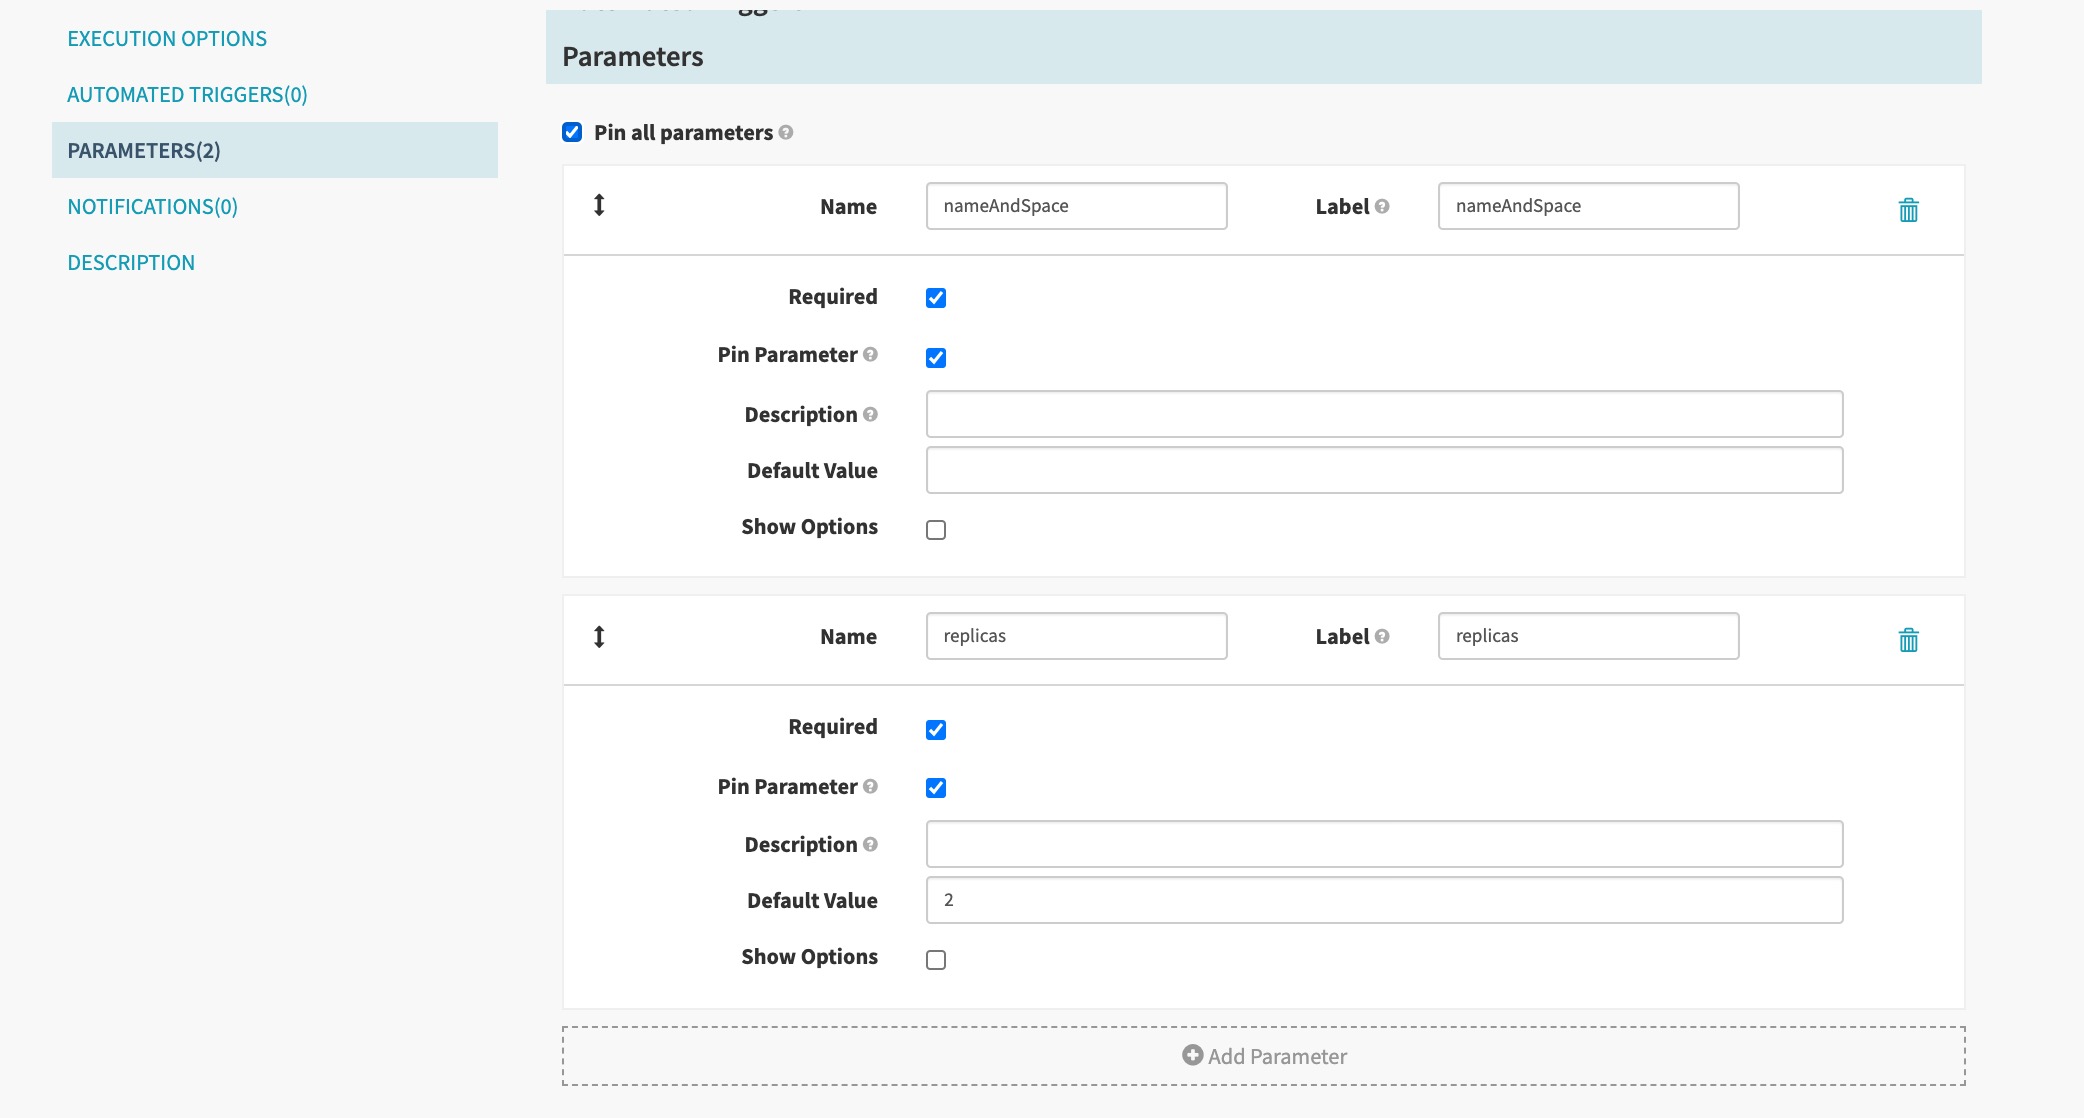 EXECUTION OPTIONS
AUTOMATED TRIGGERS(0)
PARAMETERS(2)
NOTIFICATIONS(0)
DESCRIPTION
Parameters
Pin all parameters
Name nameAndSpace Label nameAndSpace
Required
Pin Parameter
Description
Default Value
Show Options
Name replicas Label replicas
Required
Pin Parameter
Description
Default Value 2
Show Options
Add Parameter